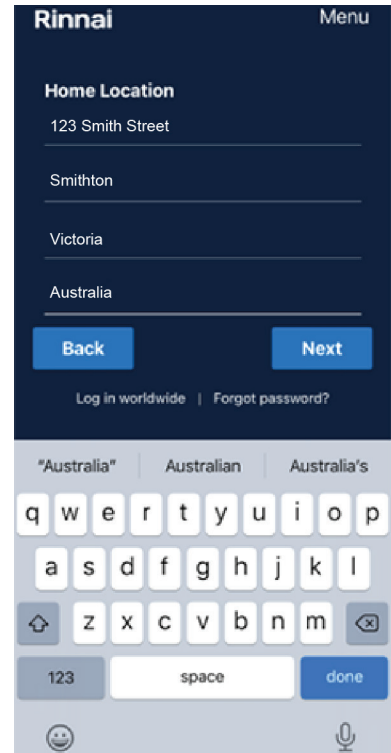 Rinnai Menu
Home Location
123 Smith Street
Smithton
Victoria
Australia
Back Next
Log in worldwide | Forgot password?
"Australia" Australian Australia's
q w e r t y u i o p
a s d f g h j k l
z x c v b n m
123 space done